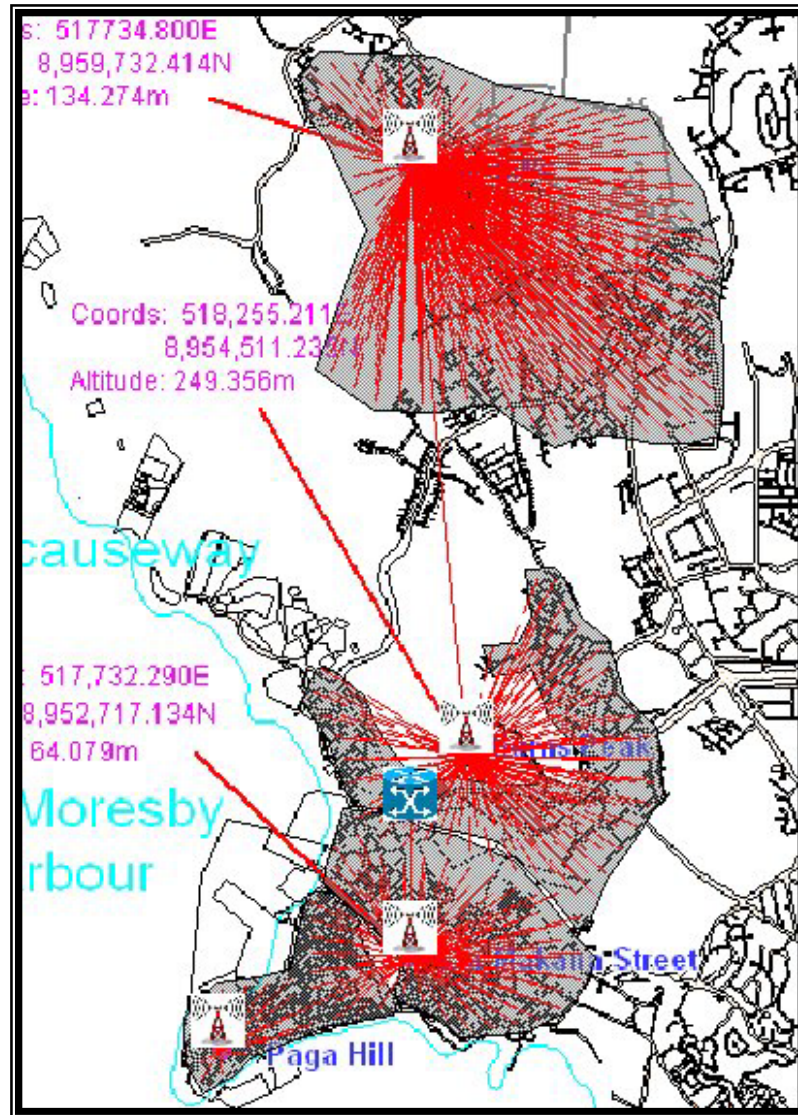 s: 517734.800E
8,959,732.414N
e: 134.274m
Coords: 518,255.211
8,954,511.23
Altitude: 249.356m
causeway
: 517,732.290E
8,952,717.134N
64.079m
Peak
Moresby
rbour
Street
Paga Hill